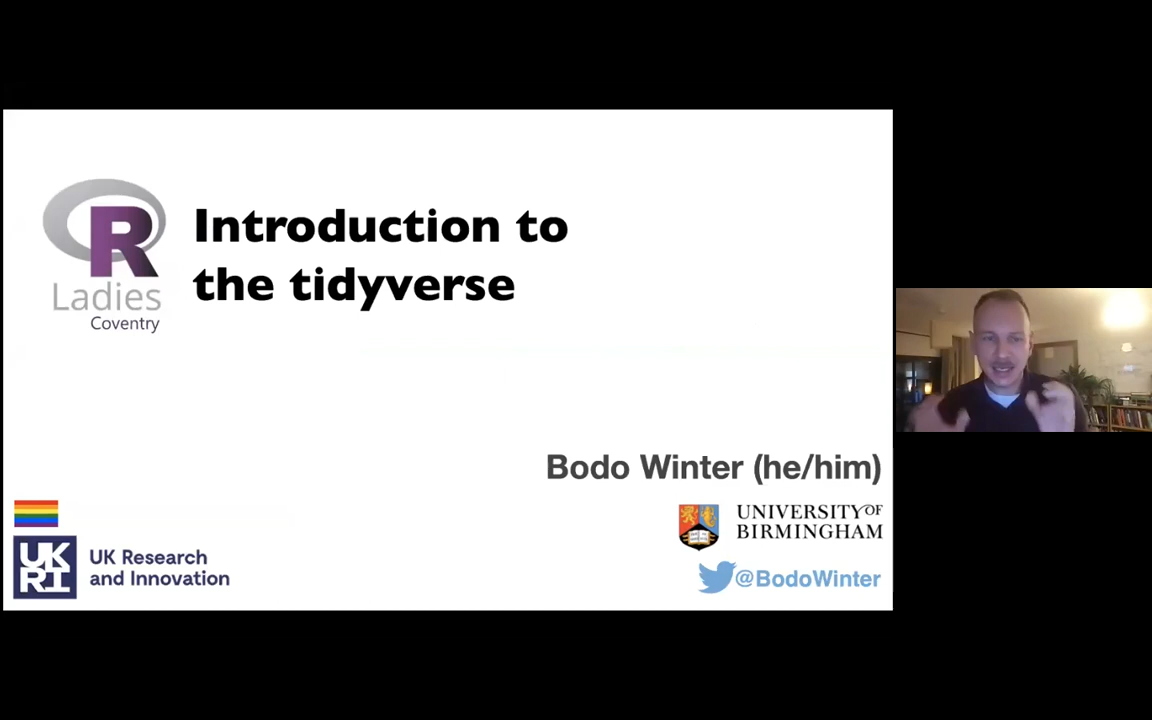 R
Ladies
Coventry
Introduction to
the tidyverse
Bodo Winter (he/him)
UNIVERSITY OF
BIRMINGHAM
@BodoWinter
UK
RI
UK Research
and Innovation